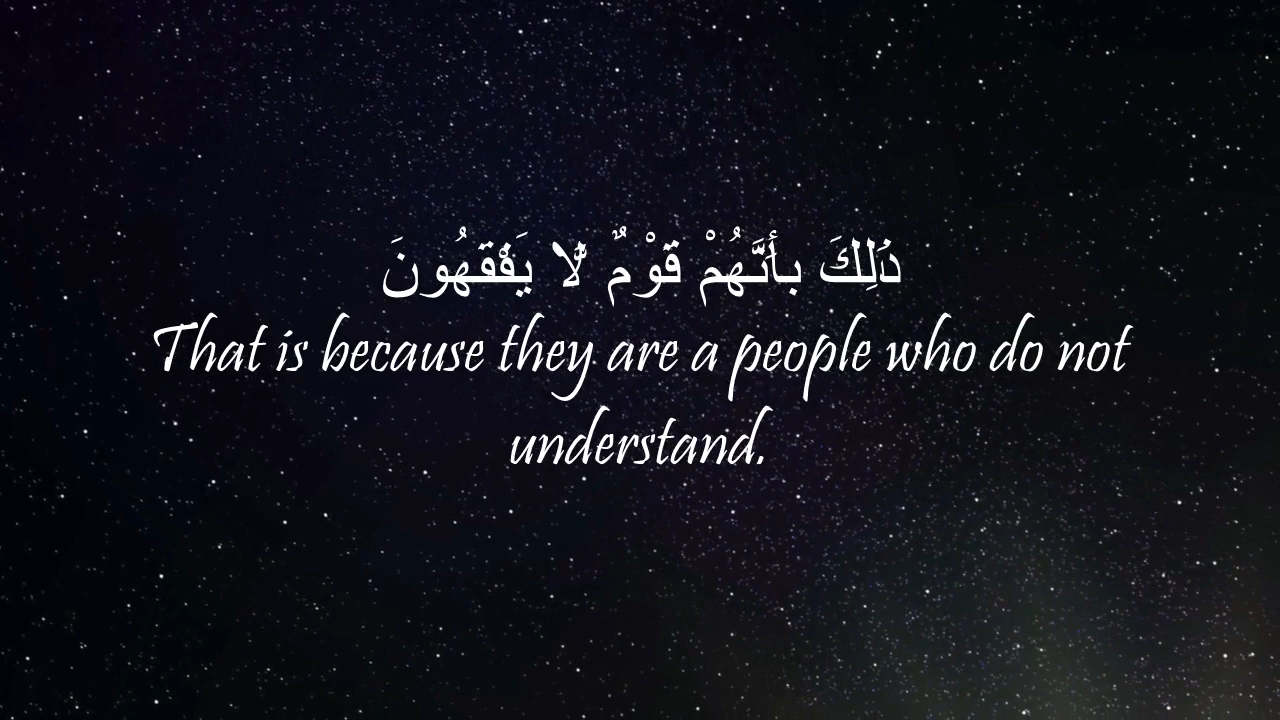 ذَٰلِكَ بِأَنَّهُمْ قَوْمٌ لَّا يَفْقَهُونَ
That is because they are a people who do not
understand.